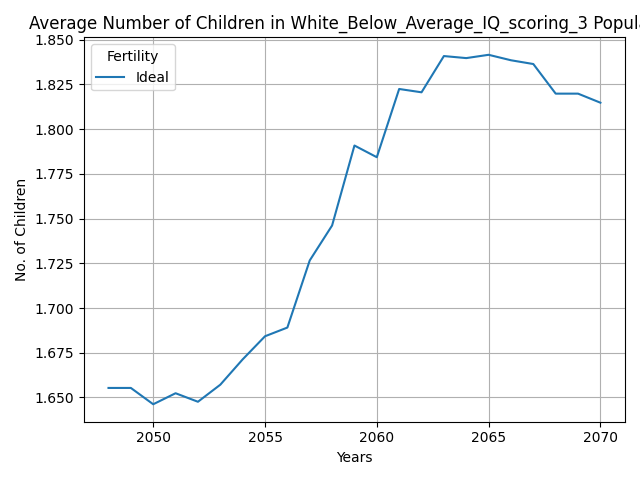 Average Number of Children in White_Below_Average_IQ_scoring_3 Popul
1.850
1.825
1.800
1.775
1.750
1.725
1.700
1.675
1.650
No. of Children
Fertility
Ideal
2050 2055 2060 2065 2070
Years